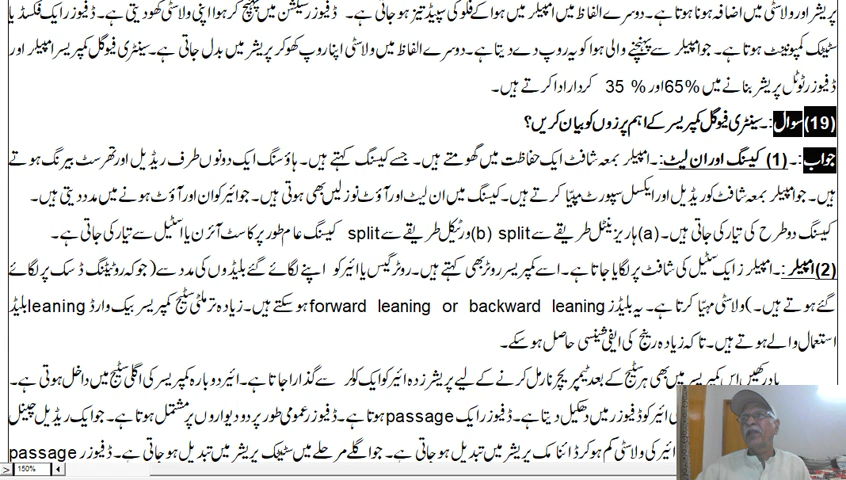 پریشر اور ولاسٹی میں اضافہ ہونا ہوتا ہے۔ دوسرے الفاظ میں امپیلر میں ہوا کے فلو کی سپیڈ تیز ہو جاتی ہے۔ ڈفیوزر سیکشن میں پہنچ کر ہوا اپنی ولاسٹی کھو دیتی ہے۔ ڈفیوزر ایک فکسڈ یا
سٹیٹک کمپونینٹ ہوتا ہے۔ جو امپیلر سے پہنچنے والی ہوا کو یہ روپ دے دیتا ہے۔ دوسرے الفاظ میں ولاسٹی اپنا روپ کھو کر پریشر میں بدل جاتی ہے۔ سینٹری فیوگل کمپریسر امپیلر اور
ڈفیوزر ٹوٹل پریشر بنانے میں 65% اور 35 % کردار ادا کرتے ہیں۔
(19) سوال:۔ سینٹری فیوگل کمپریسر کے اہم پرزوں کو بیان کریں؟
جواب:۔ (1) کیسنگ اور ان لیٹ:۔ امپیلر بمعہ شافٹ ایک حفاظت میں گھومتے ہیں۔ جسے کیسنگ کہتے ہیں۔ ہاؤسنگ ایک دونوں طرف ریڈیل اور تھرسٹ بیرنگ ہوتے
ہیں۔ جو امپیلر بمعہ شافٹ کو ریڈیل اور ایکسل سپورٹ مہیّا کرتے ہیں۔ کیسنگ میں ان لیٹ اور آؤٹ نوزلیں بھی ہوتی ہیں۔ جو ائیر کو ان اور آؤٹ ہونے میں مدد دیتی ہیں۔
کیسنگ دو طرح کی تیار کی جاتی ہیں۔ (a) ہاریزینٹل طریقے سے split (b) ورٹیکل طریقے سے split کیسنگ عام طور پر کاسٹ آئرن یا اسٹیل سے تیار کی جاتی ہے۔
(2) امپیلر:۔ امپیلر ز ایک سٹیل کی شافٹ پر لگایا جاتا ہے۔ اسے کمپریسر روٹر بھی کہتے ہیں۔ روٹر گیس یا ائیر کو اپنے لگائے گئے بلیڈوں کی مدد سے (جو کہ روٹیٹنگ ڈسک پر لگائے
گئے ہوتے ہیں۔) ولاسٹی مہیّا کرتا ہے۔ یہ بلیڈز forward leaning or backward leaning ہو سکتے ہیں۔ زیادہ تر ملٹی سٹیج کمپریسر بیک وارڈ leaning بلیڈ
استعمال والے ہوتے ہیں۔ تاکہ زیادہ رینج کی ایفی شینسی حاصل ہو سکے۔
یاد رکھیں اس کمپریسر میں بھی ہر سٹیج کے بعد ٹیمپریچر نارمل کرنے کے لیے پریشر زدہ ائیر کو ایک کولر سے گذارا جاتا ہے۔ ائیر دوبارہ کمپریسر کی اگلی سٹیج میں داخل ہوتی ہے۔
ائیر کو ڈفیوزر میں دھکیل دیتا ہے۔ ڈفیوزر ایک passage ہوتا ہے۔ ڈفیوزر عمومی طور پر دو دیواروں پر مشتمل ہوتا ہے۔ جو ایک ریڈیل چینل
ائیر کی ولاسٹی کم ہو کر ڈائنا مک پریشر میں تبدیل ہو جاتی ہے۔ جو اگلے مرحلے میں سٹیٹک پریشر میں تبدیل ہو جاتی ہے۔ ڈفیوزر passage
150%